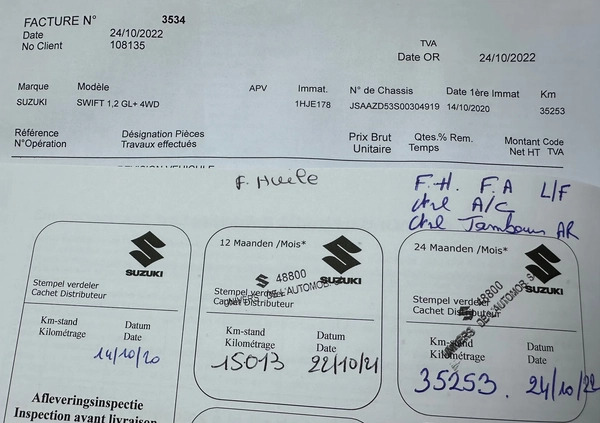 FACTURE N° 3534
Date 24/10/2022 TVA
No Client 108135 Date OR 24/10/2022
Marque Modèle APV Immat. N° de Chassis Date 1ère Immat Km
SUZUKI SWIFT 1,2 GL+ 4WD 1HJE178 JSAAZD53S00304919 14/10/2020 35253
Référence Désignation Pièces Prix Brut Qtes.% Rem. Montant Code
N°Opération Travaux effectués Unitaire Temps Net HT TVA
F. Huile
F.H. F.A L/F
A/C
Tambours AR
12 Maanden /Mois*
24 Maanden /Mois*
SUZUKI
SUZUKI
SUZUKI
48800
48800
Stempel verdeler
Cachet Distributeur
Stempel verdeler
Cachet Distributeur
Stempel verdeler
Cachet Distributeur
Km-stand Datum
Kilométrage Date
14/10/20
Km-stand Datum
Kilométrage Date
15013 22/10/21
Km-stand Datum
Kilométrage Date
35253. 24/10/22
Afleveringsinspectie
Inspection avant livraison